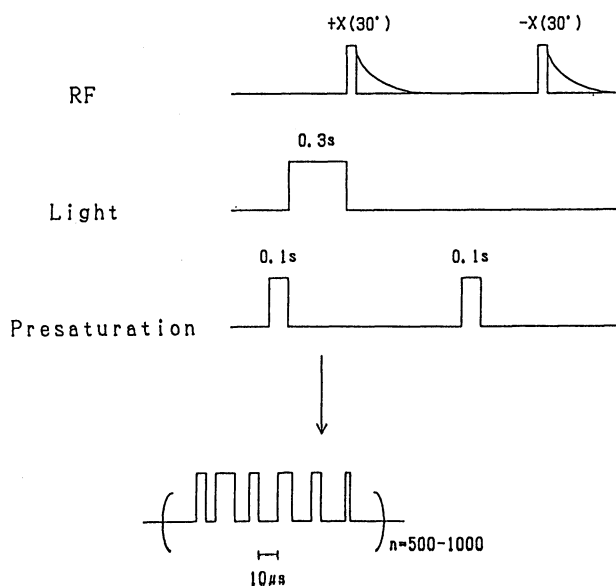 +X(30°) -X(30°)
RF
0.3s
Light
0.1s 0.1s
Presaturation
n=500-1000
10µs